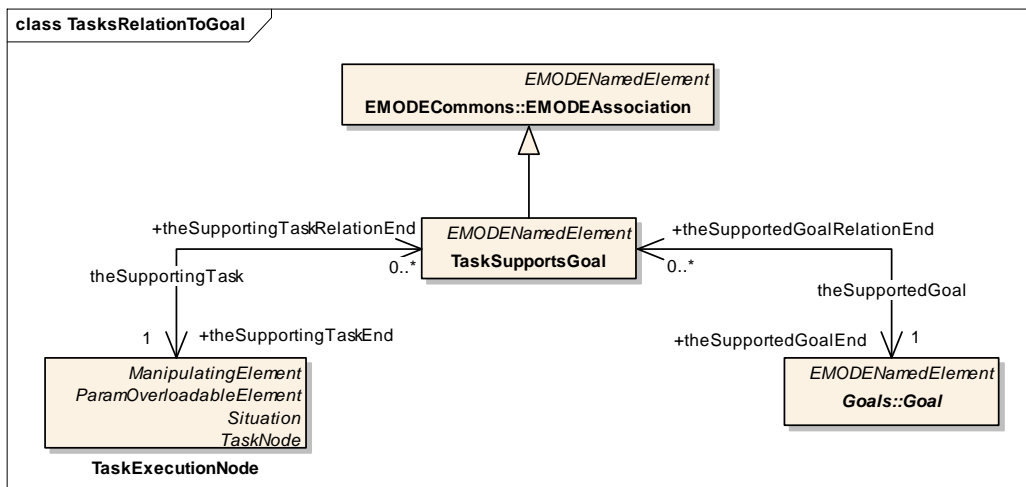 class TasksRelationToGoal
EMODENamedElement
EMODECommons::EMODEAssociation
+theSupportingTaskRelationEnd
0..*
theSupportingTask
1
+theSupportingTaskEnd
EMODENamedElement
TaskSupportsGoal
+theSupportedGoalRelationEnd
0..*
theSupportedGoal
+theSupportedGoalEnd
1
ManipulatingElement
ParamOverloadableElement
Situation
TaskNode
TaskExecutionNode
EMODENamedElement
Goals::Goal